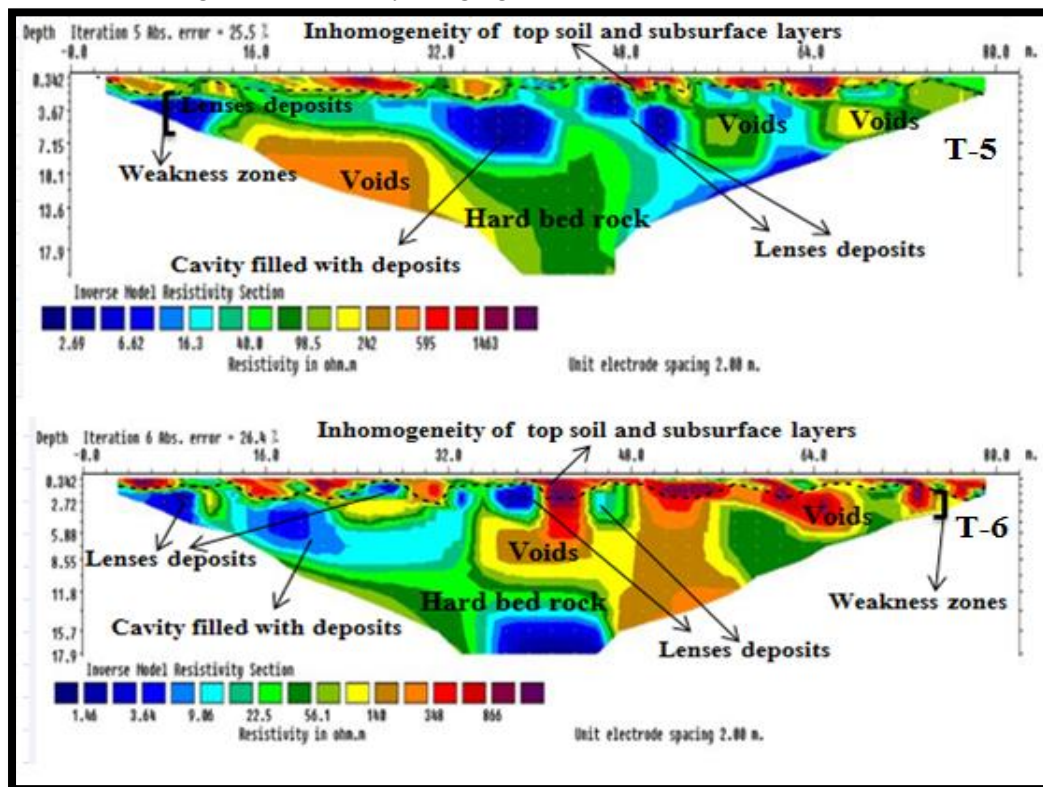 Depth Iteration 5 Abs. error = 25.5 %
Inhomogeneity of top soil and subsurface layers
-0.0 16.0 32.0 48.0 64.0 80.0 m.
0.342
3.67
7.15
10.1
13.6
17.9
Lenses deposits
Weakness zones
Voids
Voids
Voids
T-5
Hard bed rock
Cavity filled with deposits
Lenses deposits
Inverse Model Resistivity Section
2.69 6.62 16.3 40.0 98.5 242 595 1463
Resistivity in ohm.m
Unit electrode spacing 2.00 m.
Depth Iteration 6 Abs. error = 26.4 %
Inhomogeneity of top soil and subsurface layers
-0.0 16.0 32.0 48.0 64.0 80.0 m.
0.342
2.72
5.88
8.55
11.8
15.7
17.9
Lenses deposits
Voids
Voids
T-6
Hard bed rock
Weakness zones
Cavity filled with deposits
Lenses deposits
Inverse Model Resistivity Section
1.46 3.64 9.06 22.5 56.1 140 348 866
Resistivity in ohm.m
Unit electrode spacing 2.00 m.